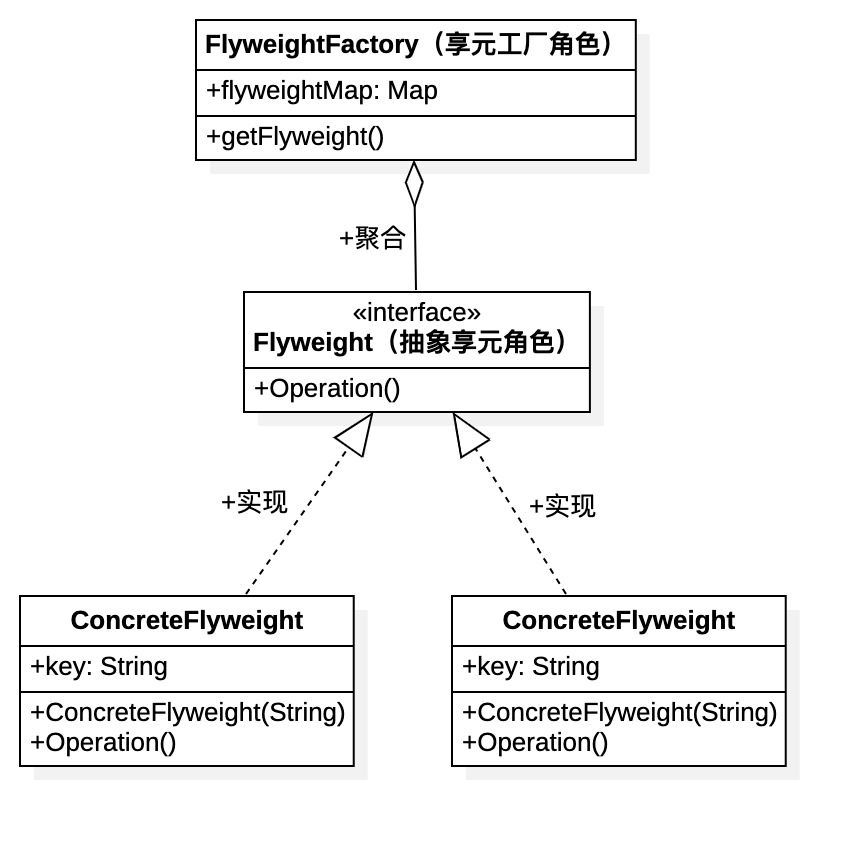 FlyweightFactory（享元工厂角色）
+flyweightMap: Map
+getFlyweight()
+聚合
«interface»
Flyweight（抽象享元角色）
+Operation()
+实现
+实现
ConcreteFlyweight
+key: String
+ConcreteFlyweight(String)
+Operation()
ConcreteFlyweight
+key: String
+ConcreteFlyweight(String)
+Operation()